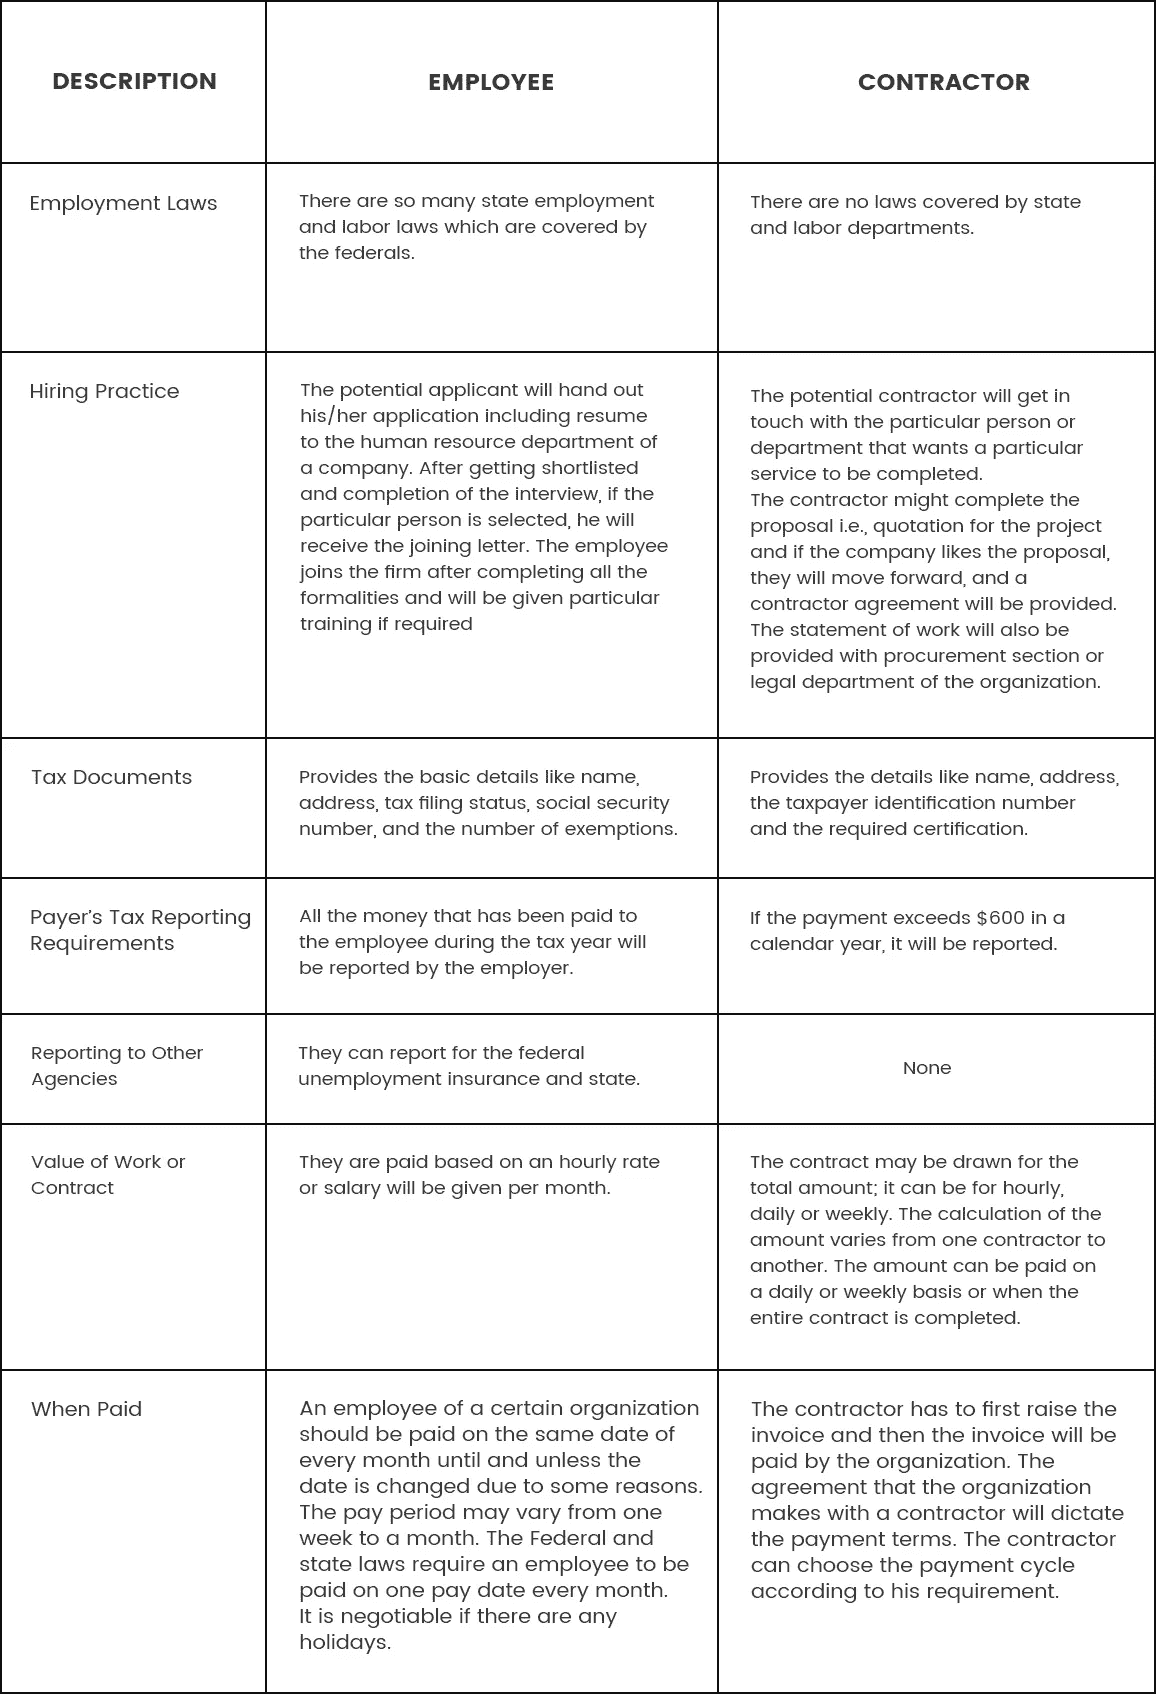 DESCRIPTION
EMPLOYEE
CONTRACTOR
Employment Laws
There are so many state employment
and labor laws which are covered by
the federals.
There are no laws covered by state
and labor departments.
Hiring Practice
The potential applicant will hand out
his/her application including resume
to the human resource department of
a company. After getting shortlisted
and completion of the interview, if the
particular person is selected, he will
receive the joining letter. The employee
joins the firm after completing all the
formalities and will be given particular
training if required
The potential contractor will get in
touch with the particular person or
department that wants a particular
service to be completed.
The contractor might complete the
proposal i.e., quotation for the project
and if the company likes the proposal,
they will move forward, and a
contractor agreement will be provided.
The statement of work will also be
provided with procurement section or
legal department of the organization.
Tax Documents
Provides the basic details like name,
address, tax filing status, social security
number, and the number of exemptions.
Provides the details like name, address,
the taxpayer identification number
and the required certification.
Payer's Tax Reporting
Requirements
All the money that has been paid to
the employee during the tax year will
be reported by the employer.
If the payment exceeds $600 in a
calendar year, it will be reported.
Reporting to Other
Agencies
They can report for the federal
unemployment insurance and state.
None
Value of Work or
Contract
They are paid based on an hourly rate
or salary will be given per month.
The contract may be drawn for the
total amount; it can be for hourly,
daily or weekly. The calculation of the
amount varies from one contractor to
another. The amount can be paid on
a daily or weekly basis or when the
entire contract is completed.
When Paid
An employee of a certain organization
should be paid on the same date of
every month until and unless the
date is changed due to some reasons.
The pay period may vary from one
week to a month. The Federal and
state laws require an employee to be
paid on one pay date every month.
It is negotiable if there are any
holidays.
The contractor has to first raise the
invoice and then the invoice will be
paid by the organization. The
agreement that the organization
makes with a contractor will dictate
the payment terms. The contractor
can choose the payment cycle
according to his requirement.